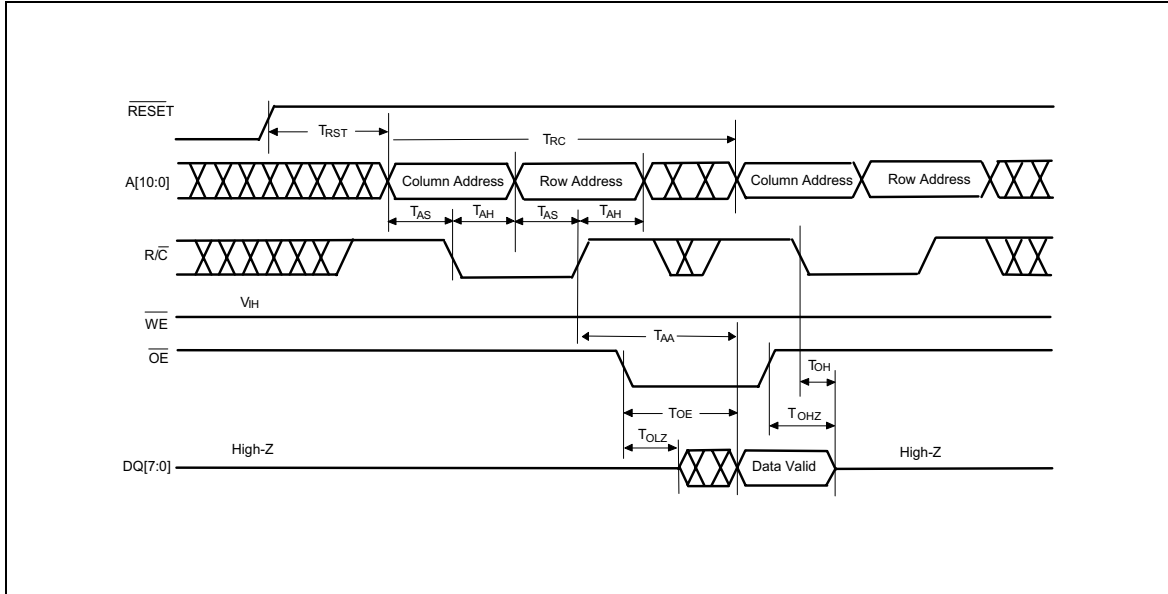 RESET
TRST
TRC
A[10:0]
Column Address
Row Address
Column Address
Row Address
TAS
TAH
TAS
TAH
R/C
VIH
WE
TAA
OE
TOH
TOE
TOHZ
TOLZ
High-Z
High-Z
DQ[7:0]
Data Valid